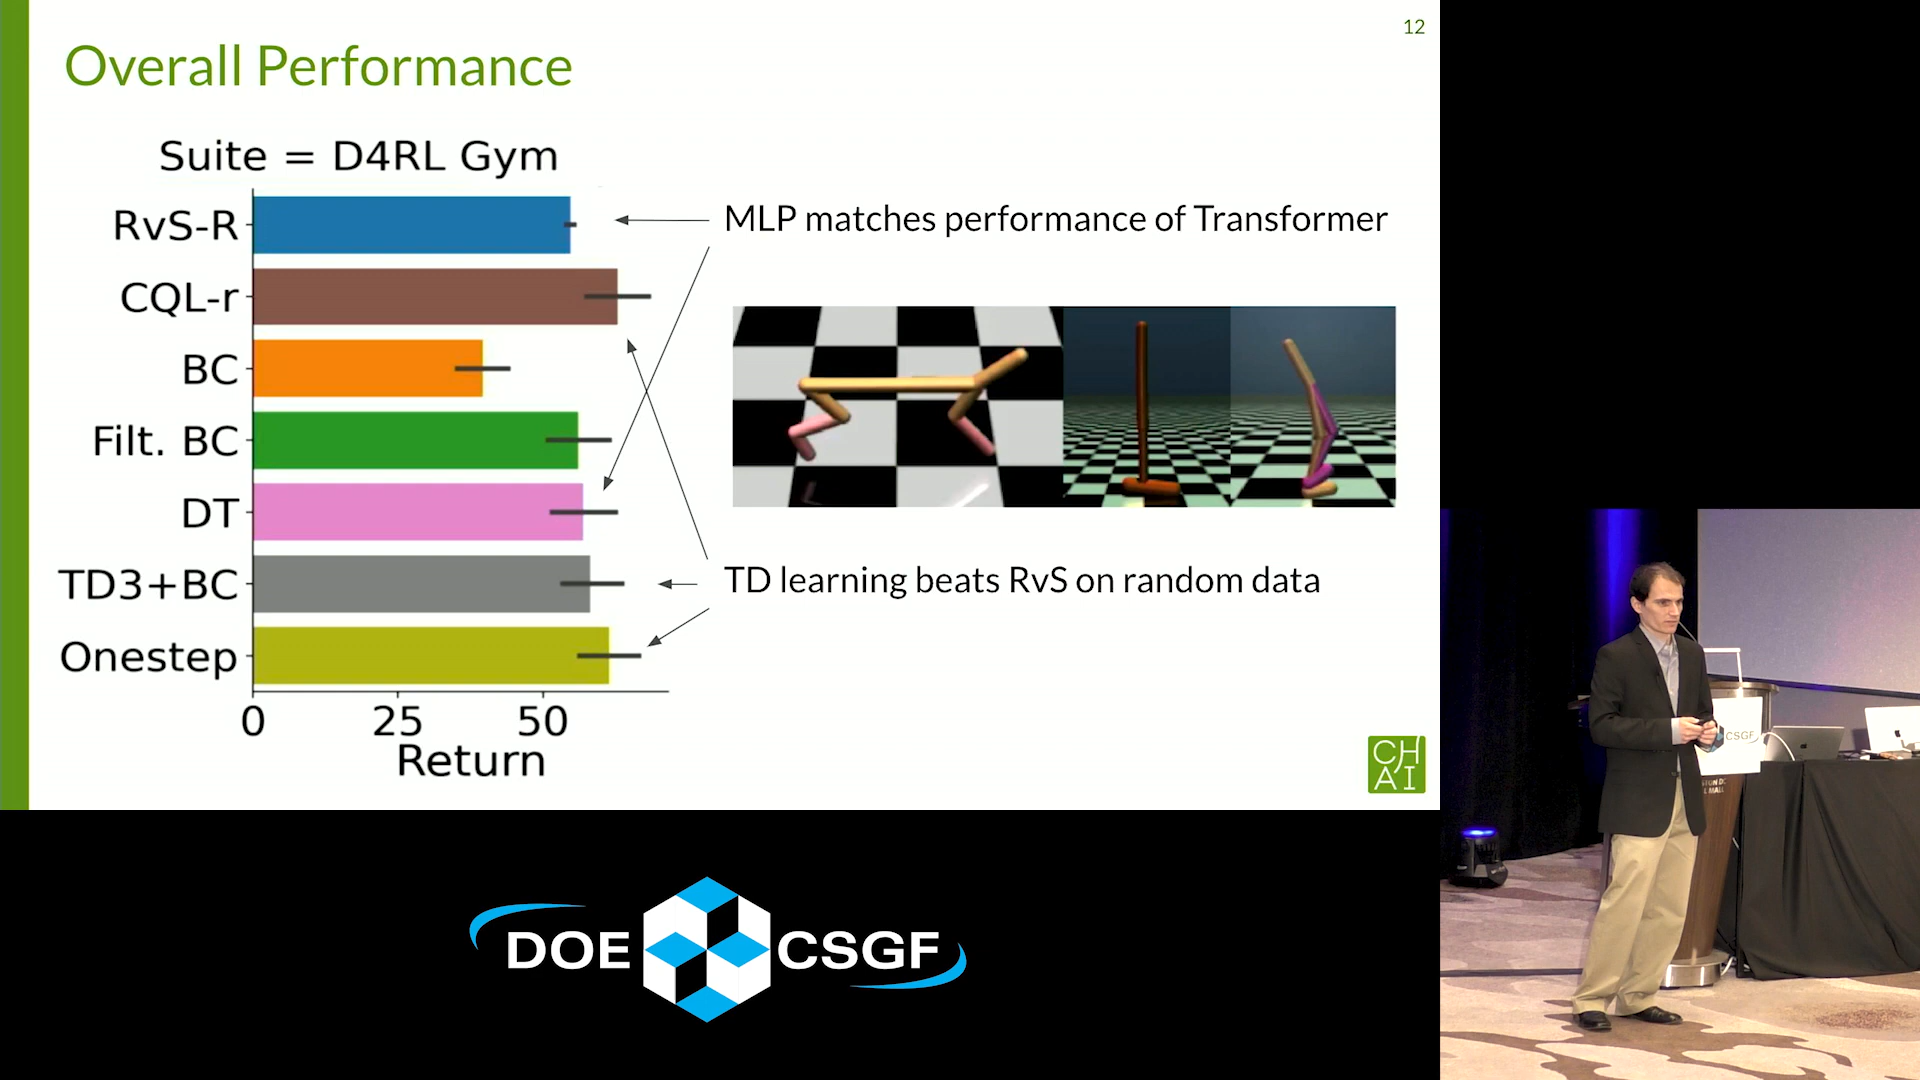 12
Overall Performance
Suite = D4RL Gym
RvS-R
CQL-r
BC
Filt. BC
DT
TD3+BC
Onestep
0 25 50
Return
MLP matches performance of Transformer
TD learning beats RvS on random data
CH
AI
DOE CSGF
CSGF